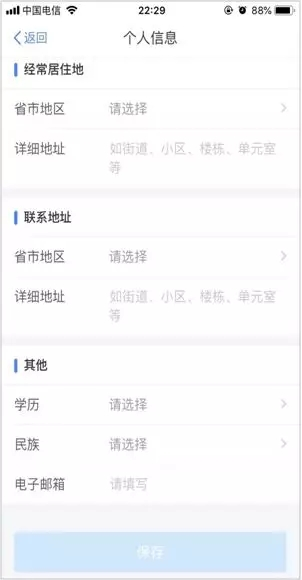 中国电信 22:29 88%
返回 个人信息
经常居住地
省市地区 请选择
详细地址 如街道、小区、楼栋、单元室
等
联系地址
省市地区 请选择
详细地址 如街道、小区、楼栋、单元室
等
其他
学历 请选择
民族 请选择
电子邮箱 请填写
保存